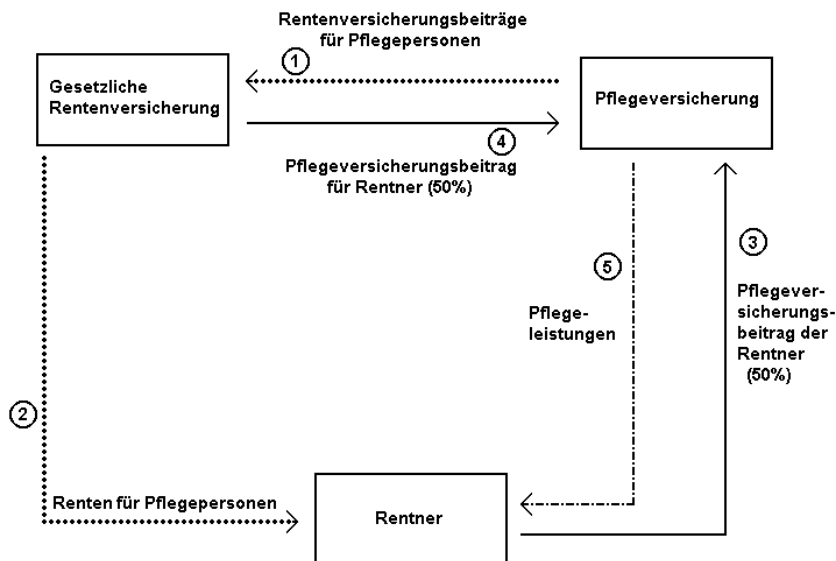 Rentenversicherungsbeiträge
für Pflegepersonen
1
Gesetzliche
Rentenversicherung
Pflegeversicherung
4
Pflegeversicherungsbeitrag
für Rentner (50%)
3
5
Pflegever-
sicherungs-
beitrag der
Rentner
(50%)
Pflege-
leistungen
2
Renten für Pflegepersonen
Rentner